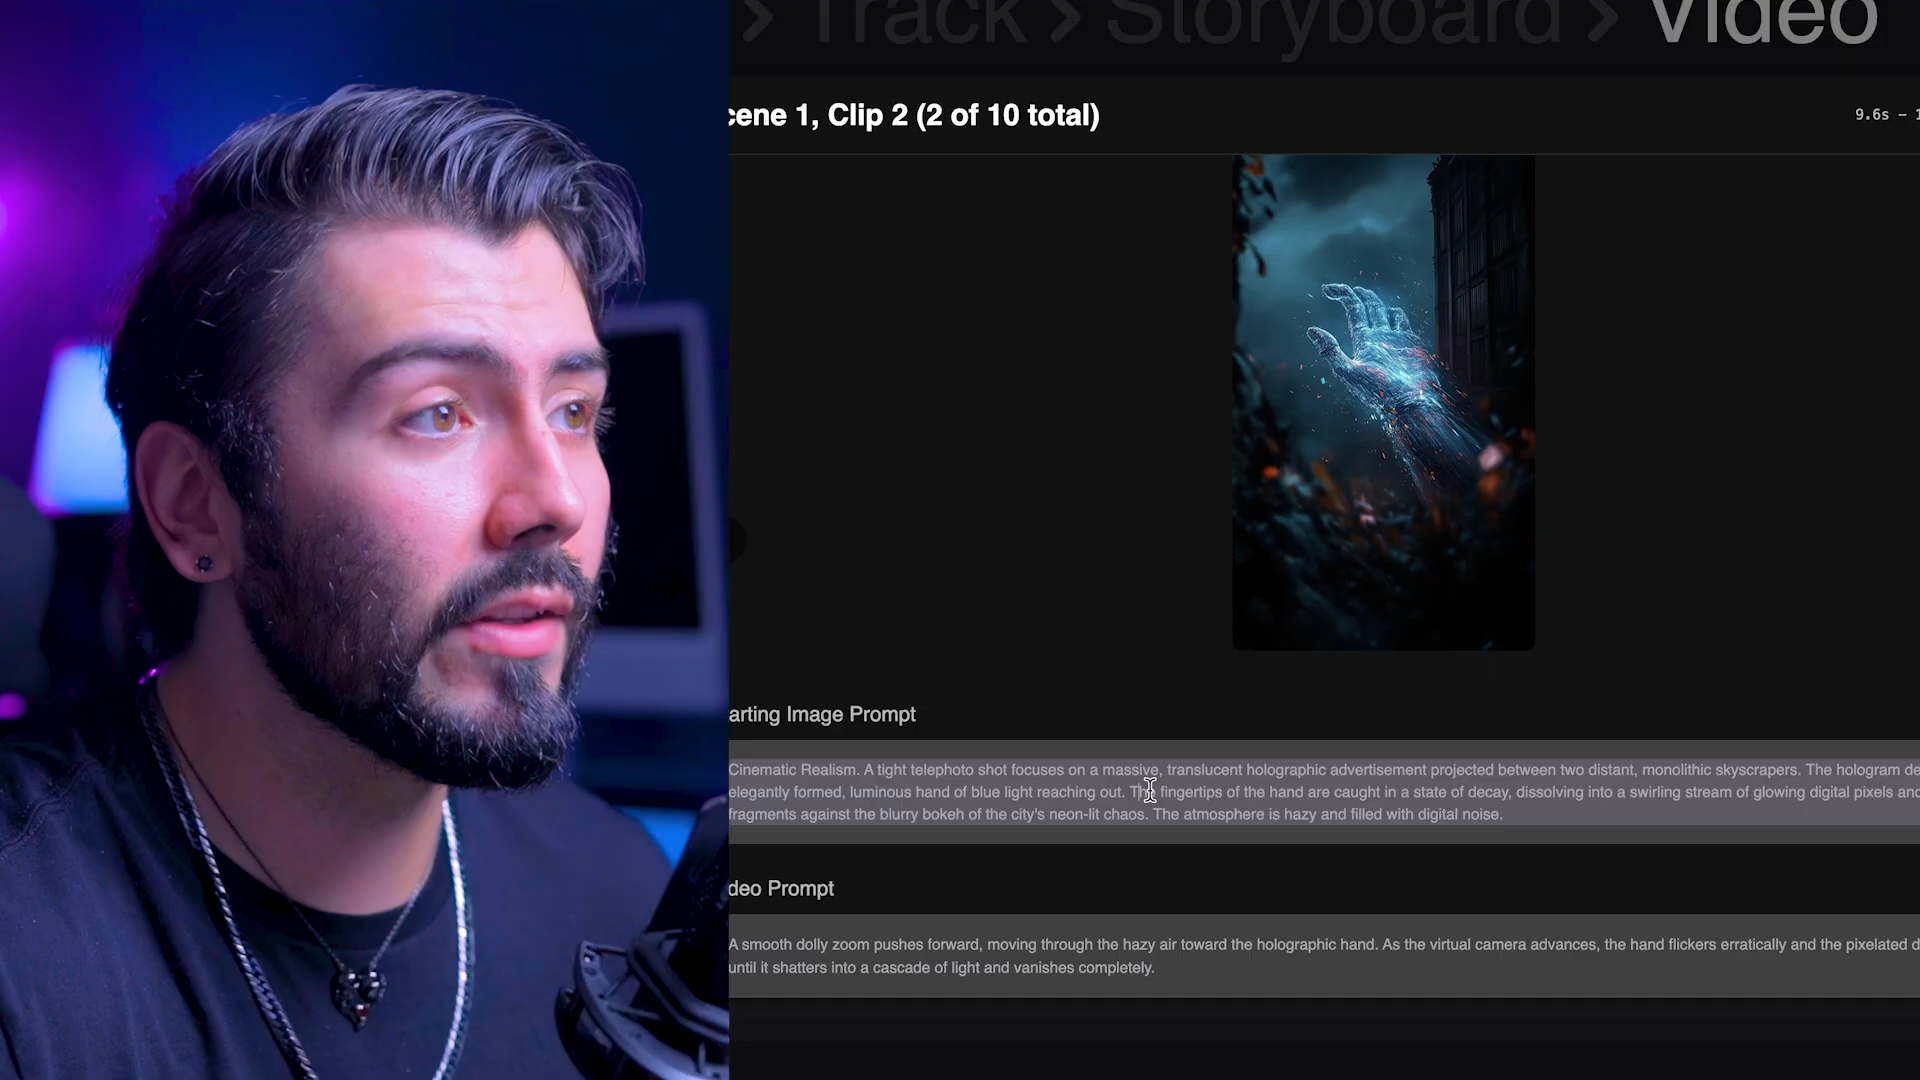 > Track > Storyboard > Video
cene 1, Clip 2 (2 of 10 total)
9.6s –
arting Image Prompt
Cinematic Realism. A tight telephoto shot focuses on a massive, translucent holographic advertisement projected between two distant, monolithic skyscrapers. The hologram de
elegantly formed, luminous hand of blue light reaching out. The fingertips of the hand are caught in a state of decay, dissolving into a swirling stream of glowing digital pixels and
fragments against the blurry bokeh of the city's neon-lit chaos. The atmosphere is hazy and filled with digital noise.
deo Prompt
A smooth dolly zoom pushes forward, moving through the hazy air toward the holographic hand. As the virtual camera advances, the hand flickers erratically and the pixelated d
until it shatters into a cascade of light and vanishes completely.